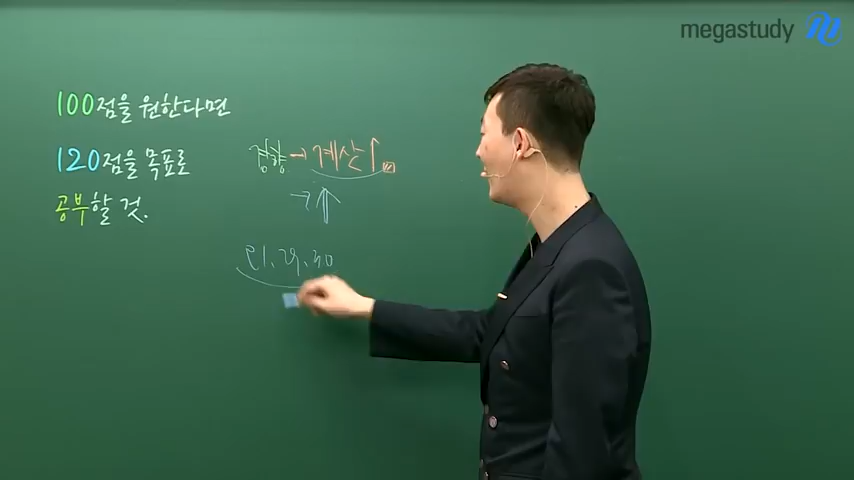 megastudy
100점을 원한다면
120점을 목표로
공부할 것.
경향 → 계산↑
21, 29, 30